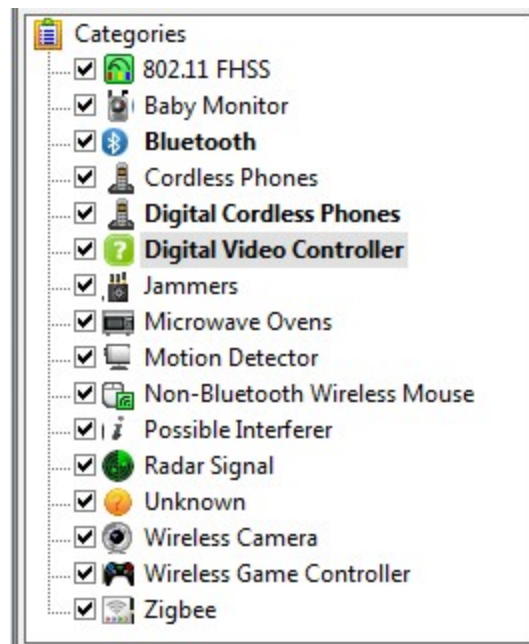 Categories
802.11 FHSS
Baby Monitor
Bluetooth
Cordless Phones
Digital Cordless Phones
Digital Video Controller
Jammers
Microwave Ovens
Motion Detector
Non-Bluetooth Wireless Mouse
Possible Interferer
Radar Signal
Unknown
Wireless Camera
Wireless Game Controller
Zigbee